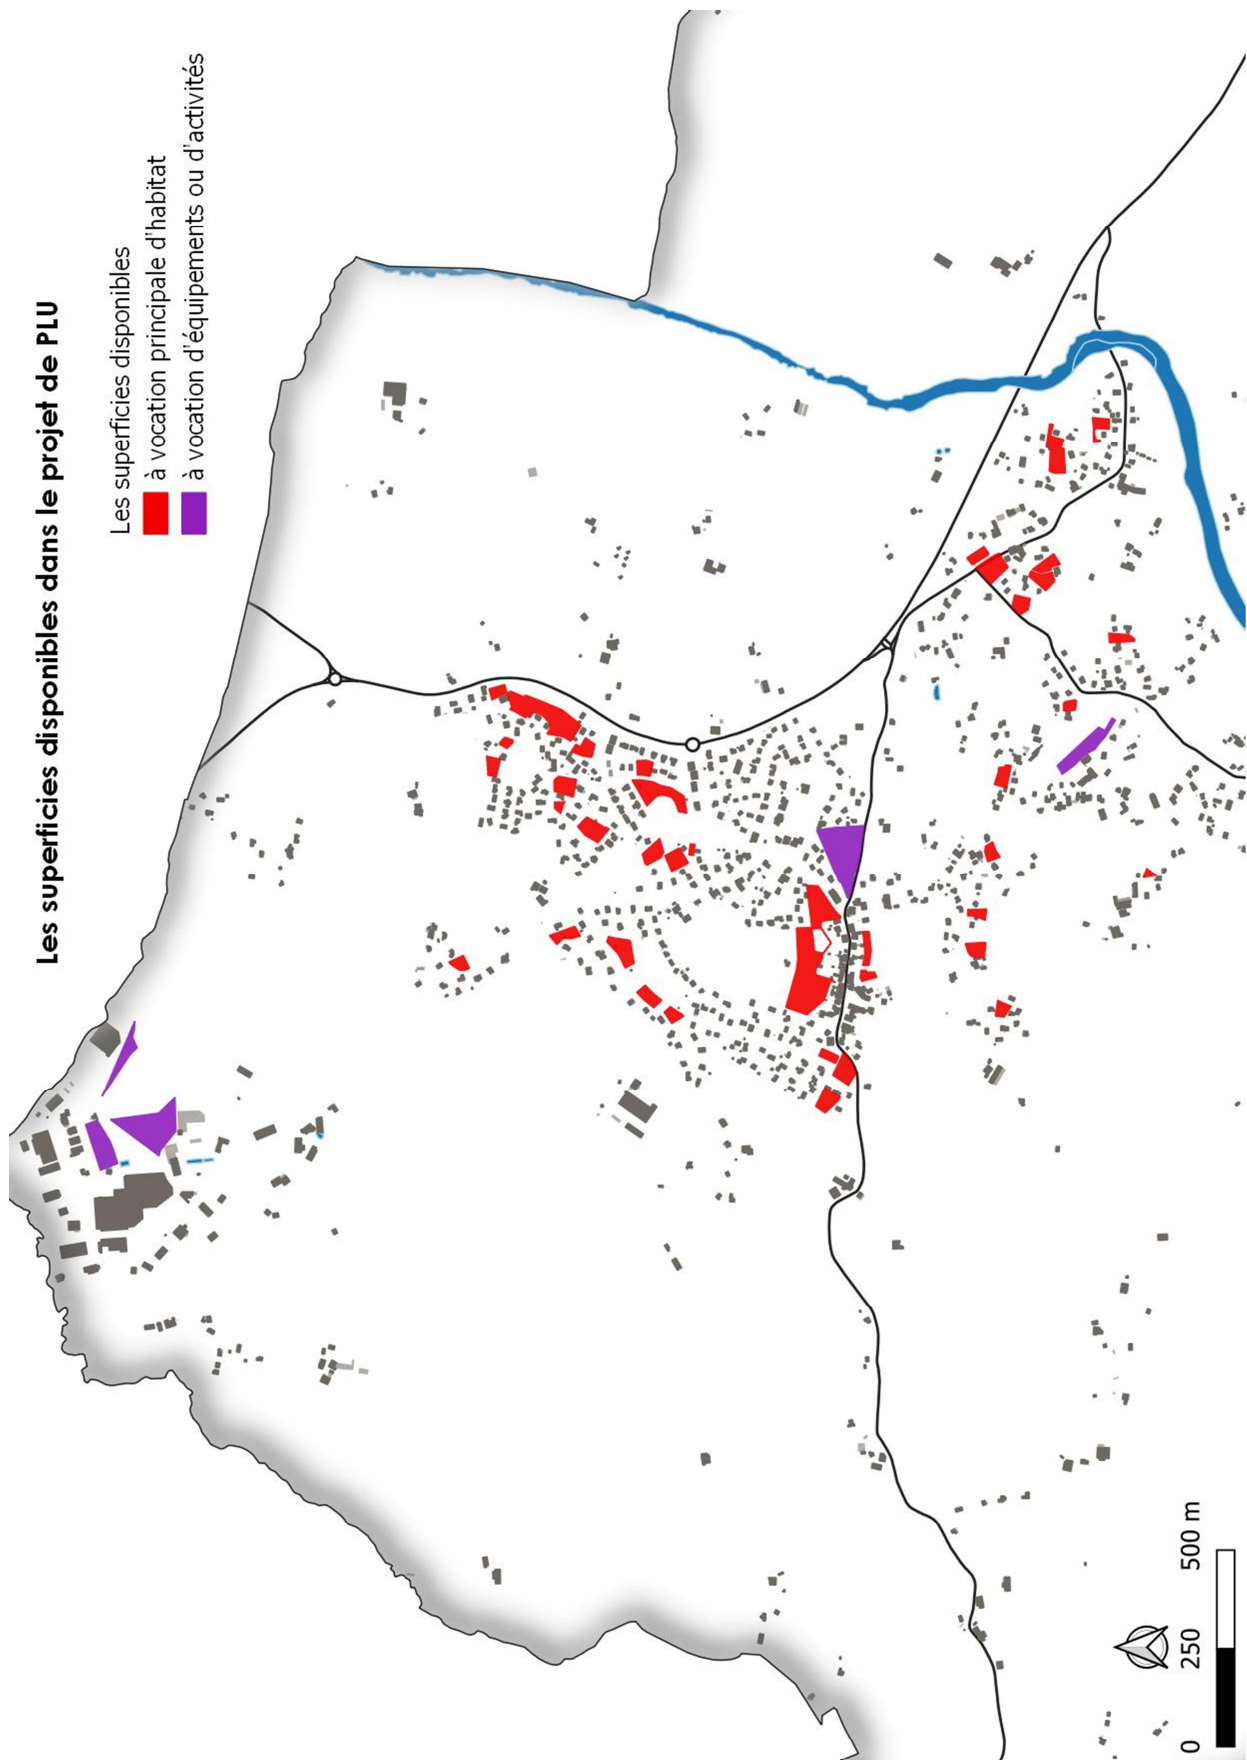 Les superficies disponibles dans le projet de PLU
Les superficies disponibles
à vocation principale d'habitat
à vocation d'équipements ou d'activités
0 250 500 m